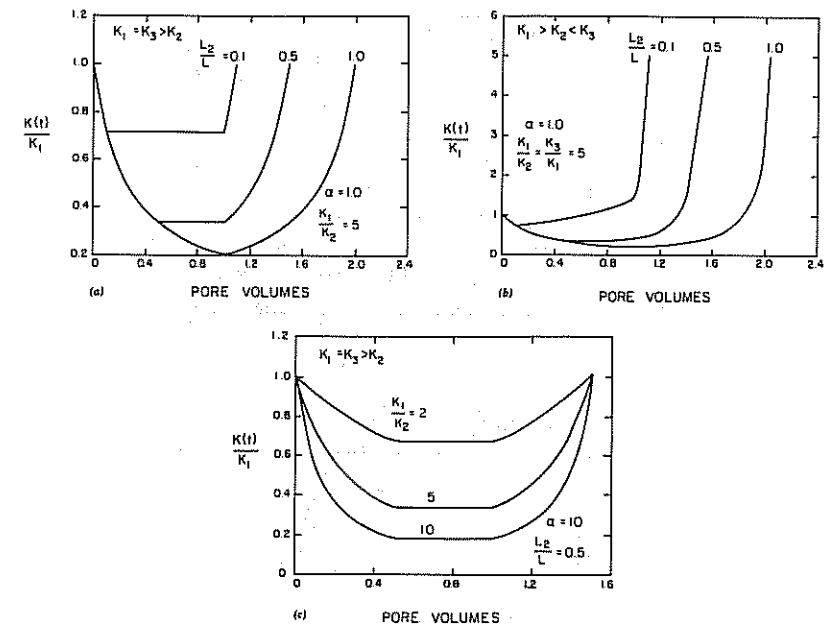 K₁ = K₃ > K₂
L₂/L = 0.1 0.5 1.0
K(t)/K₁
α = 1.0
K₁/K₂ = 5
1.2
1.0
0.8
0.6
0.4
0.2
0 0.4 0.8 1.2 1.6 2.0 2.4
(a) PORE VOLUMES
K₁ > K₂ < K₃
L₂/L = 0.1 0.5 1.0
K(t)/K₁
α = 1.0
K₁/K₂ = K₃/K₁ = 5
6
5
4
3
2
1
0
0 0.4 0.8 1.2 1.6 2.0 2.4
(b) PORE VOLUMES
K₁ = K₃ > K₂
K₁/K₂ = 2
5
10
K(t)/K₁
α = 10
L₂/L = 0.5
1.2
1.0
0.8
0.6
0.4
0.2
0
0 0.4 0.8 1.2 1.6
(c) PORE VOLUMES